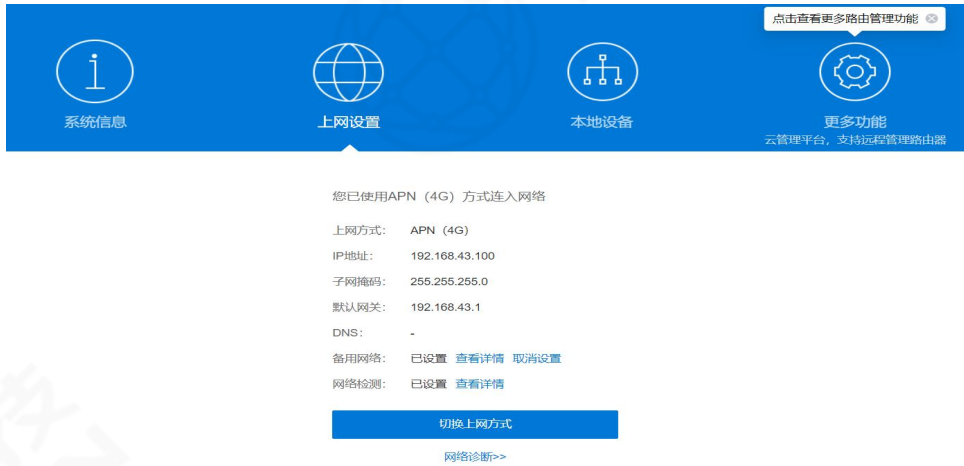 点击查看更多路由管理功能
系统信息
上网设置
本地设备
更多功能
云管理平台，支持远程管理路由器
您已使用APN（4G）方式连入网络
上网方式： APN（4G）
IP地址： 192.168.43.100
子网掩码： 255.255.255.0
默认网关： 192.168.43.1
DNS： -
备用网络： 已设置 查看详情 取消设置
网络检测： 已设置 查看详情
切换上网方式
网络诊断>>